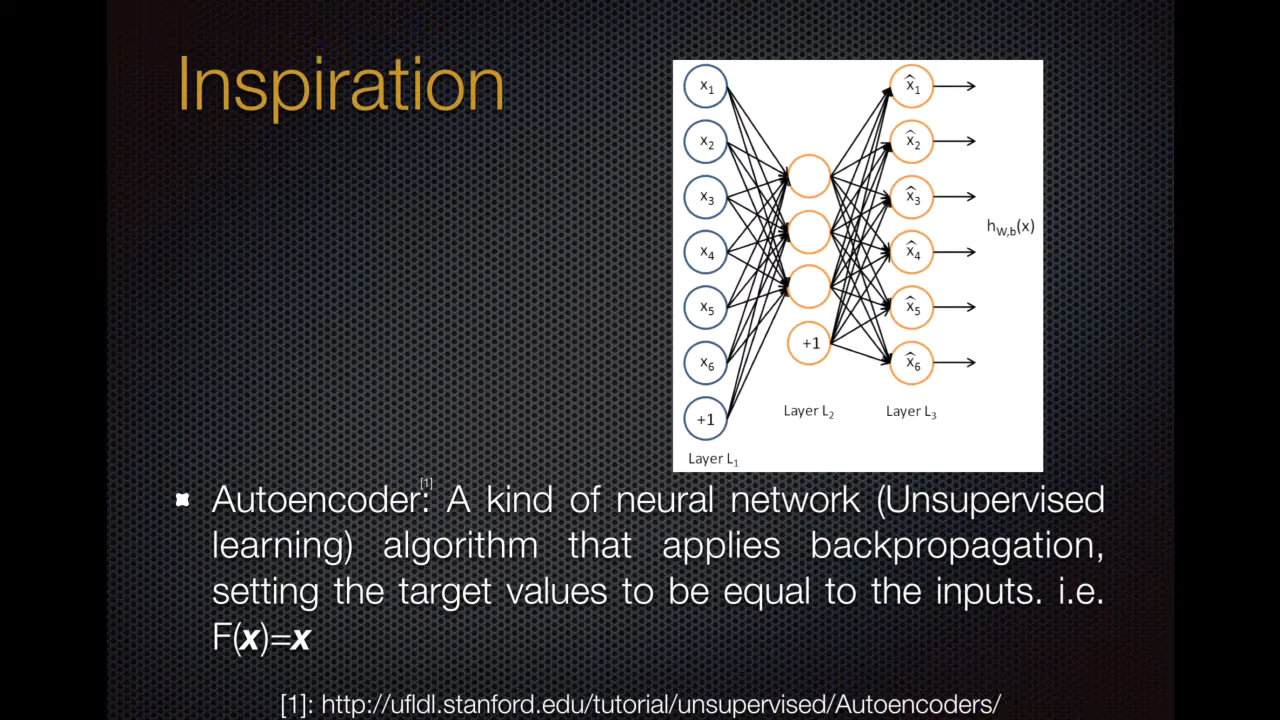 Inspiration
x1
x2
x3
x4
x5
x6
+1
Layer L1
+1
Layer L2
x̂1
x̂2
x̂3
x̂4
x̂5
x̂6
Layer L3
hW,b(x)
Autoencoder:[1] A kind of neural network (Unsupervised
learning) algorithm that applies backpropagation,
setting the target values to be equal to the inputs. i.e.
F(x)=x
[1]: http://ufldl.stanford.edu/tutorial/unsupervised/Autoencoders/